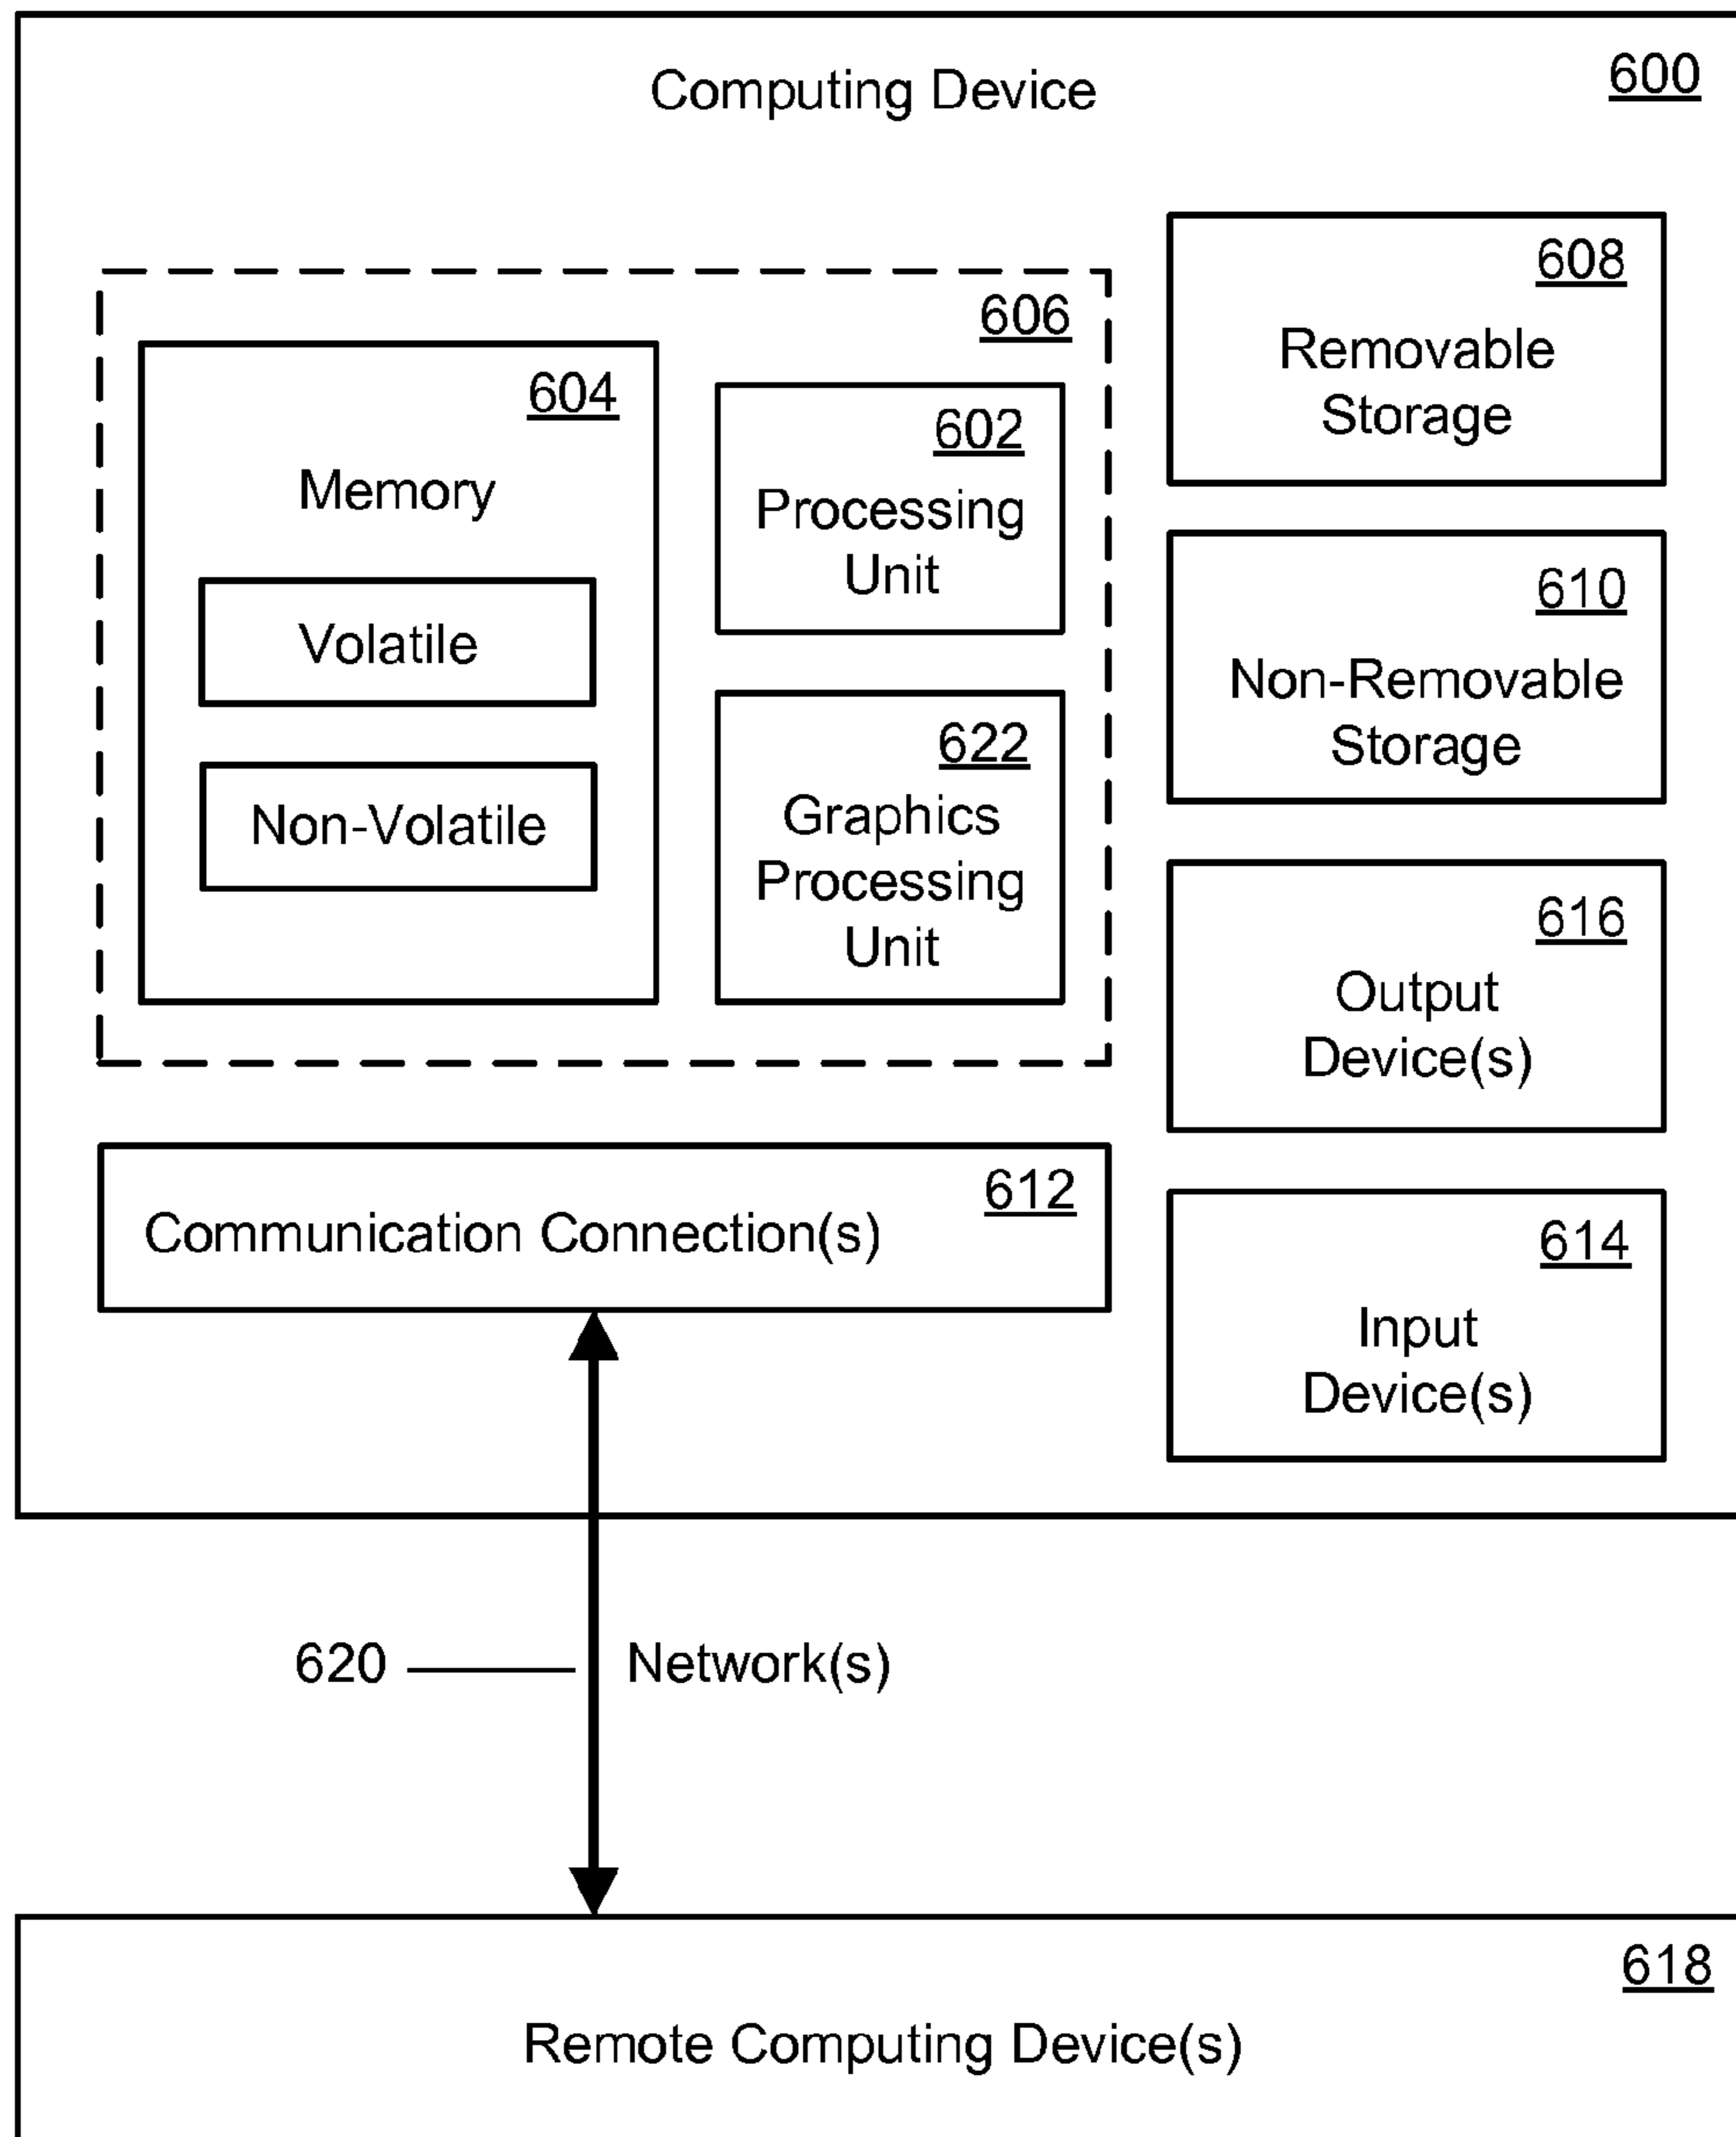 Computing Device
600
606
604
Memory
Volatile
Non-Volatile
602
Processing
Unit
622
Graphics
Processing
Unit
608
Removable
Storage
610
Non-Removable
Storage
616
Output
Device(s)
612
Communication Connection(s)
614
Input
Device(s)
620
Network(s)
618
Remote Computing Device(s)